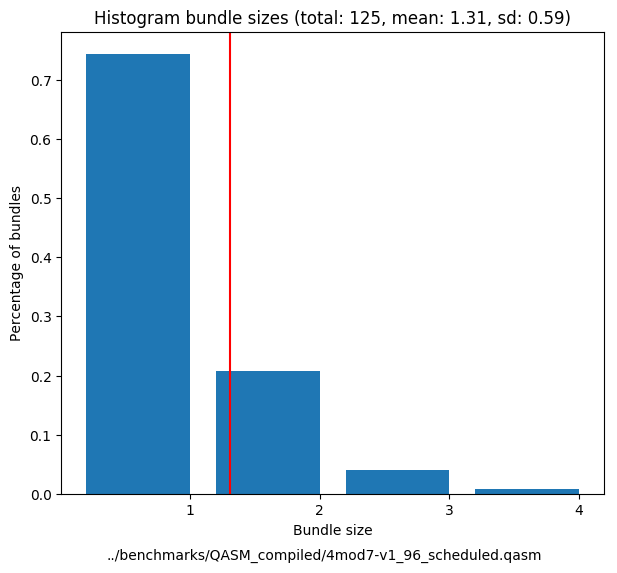 Histogram bundle sizes (total: 125, mean: 1.31, sd: 0.59)
0.7
0.6
0.5
0.4
0.3
0.2
0.1
0.0
Percentage of bundles
1 2 3 4
Bundle size
../benchmarks/QASM_compiled/4mod7-v1_96_scheduled.qasm